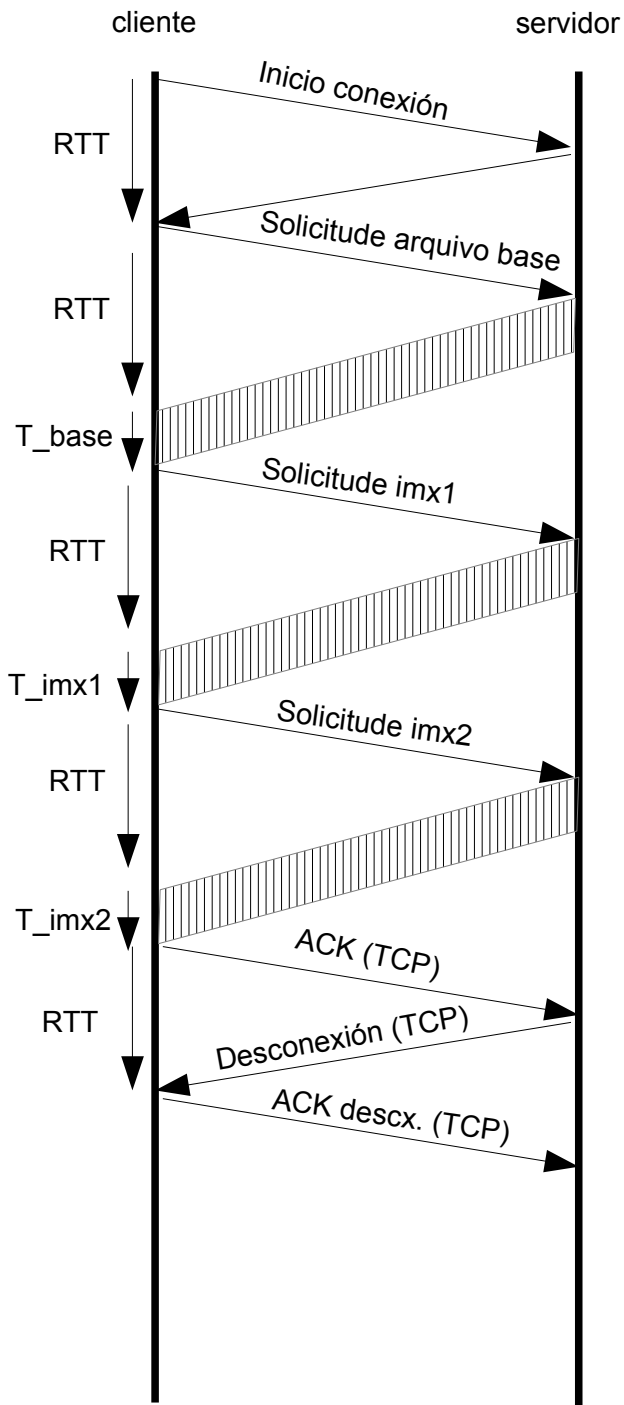 cliente
servidor
Inicio conexión
RTT
Solicitude arquivo base
RTT
T_base
Solicitude imx1
RTT
T_imx1
Solicitude imx2
RTT
T_imx2
ACK (TCP)
RTT
Desconexión (TCP)
ACK descx. (TCP)